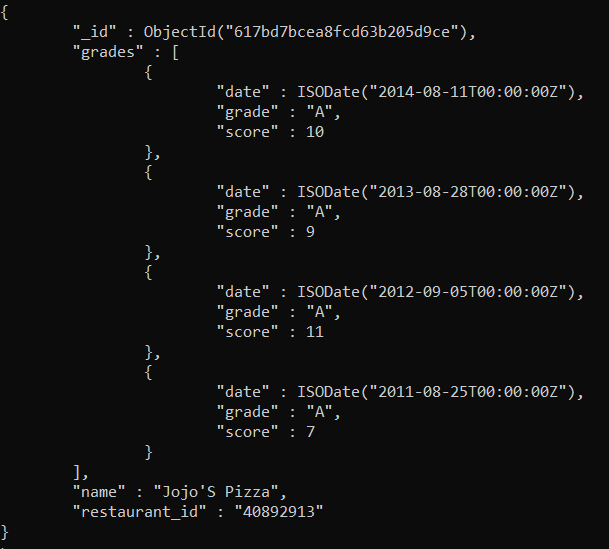 {
"_id" : ObjectId("617bd7bcea8fcd63b205d9ce"),
"grades" : [
{
"date" : ISODate("2014-08-11T00:00:00Z"),
"grade" : "A",
"score" : 10
},
{
"date" : ISODate("2013-08-28T00:00:00Z"),
"grade" : "A",
"score" : 9
},
{
"date" : ISODate("2012-09-05T00:00:00Z"),
"grade" : "A",
"score" : 11
},
{
"date" : ISODate("2011-08-25T00:00:00Z"),
"grade" : "A",
"score" : 7
}
],
"name" : "Jojo'S Pizza",
"restaurant_id" : "40892913"
}